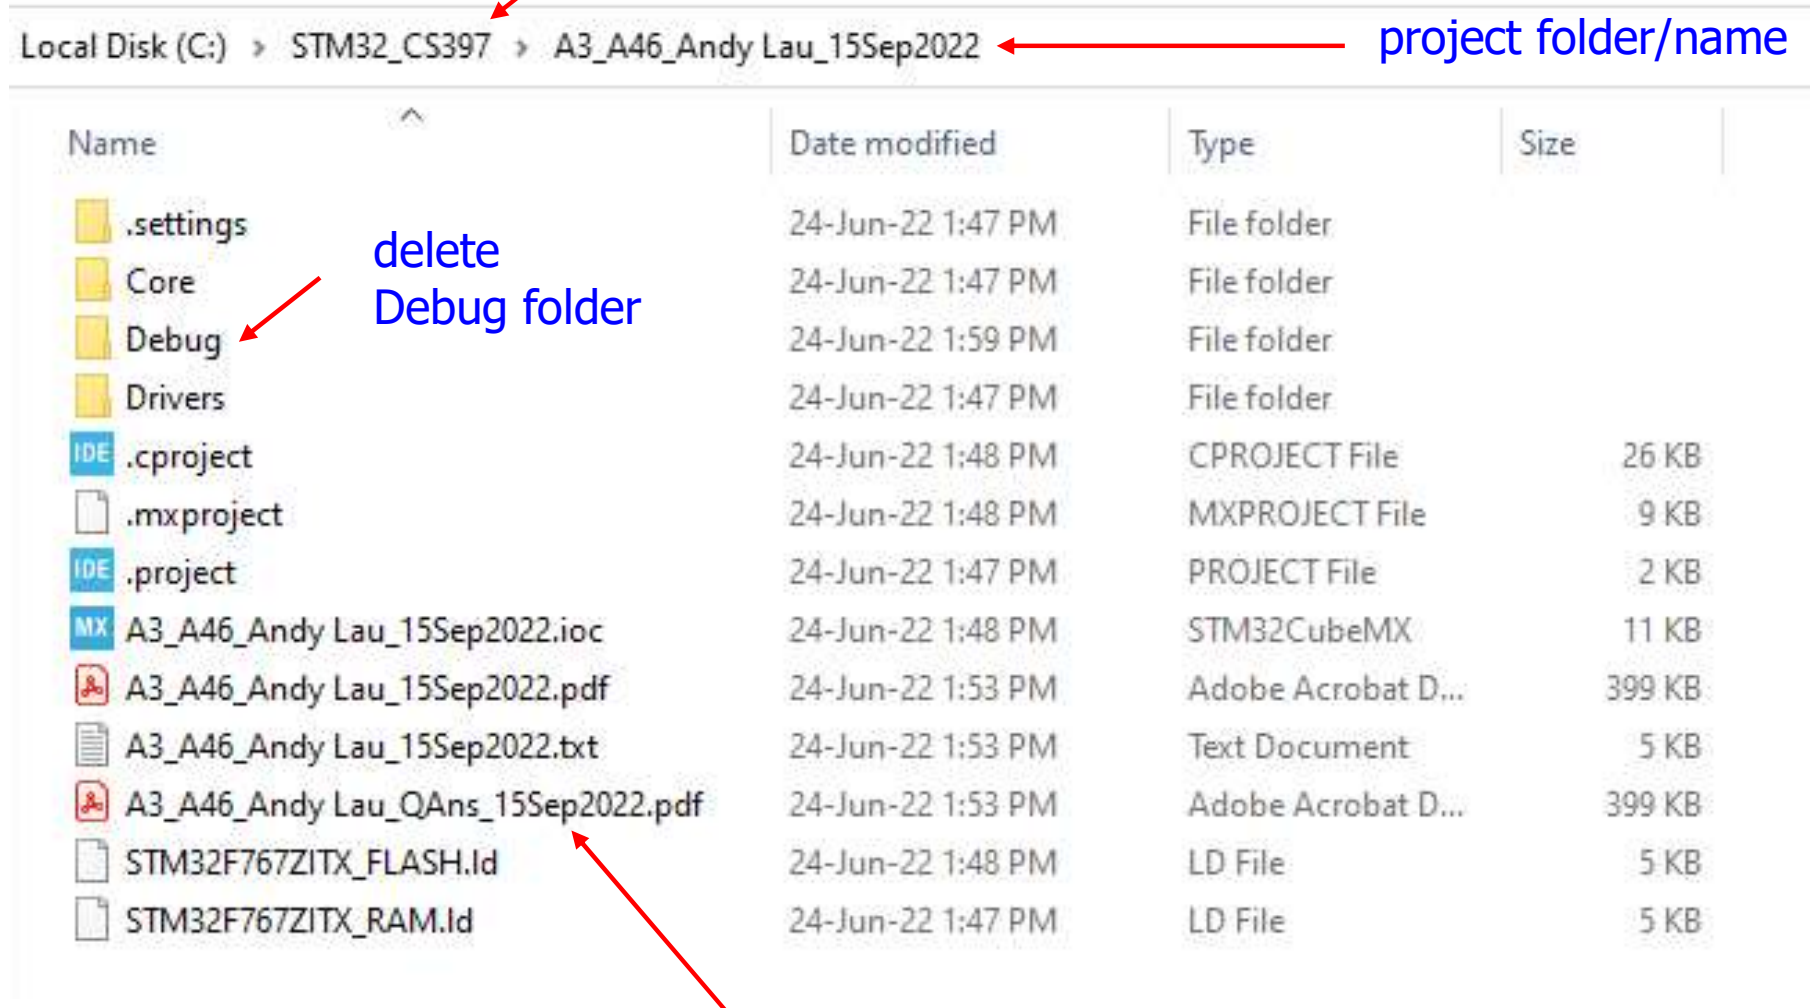 Local Disk (C:) > STM32_CS397 > A3_A46_Andy Lau_15Sep2022 project folder/name
Name Date modified Type Size
.settings 24-Jun-22 1:47 PM File folder
delete
Core 24-Jun-22 1:47 PM File folder
Debug folder
Debug 24-Jun-22 1:59 PM File folder
Drivers 24-Jun-22 1:47 PM File folder
IDE .cproject 24-Jun-22 1:48 PM CPROJECT File 26 KB
.mxproject 24-Jun-22 1:48 PM MXPROJECT File 9 KB
IDE .project 24-Jun-22 1:47 PM PROJECT File 2 KB
MX A3_A46_Andy Lau_15Sep2022.ioc 24-Jun-22 1:48 PM STM32CubeMX 11 KB
A3_A46_Andy Lau_15Sep2022.pdf 24-Jun-22 1:53 PM Adobe Acrobat D... 399 KB
A3_A46_Andy Lau_15Sep2022.txt 24-Jun-22 1:53 PM Text Document 5 KB
A3_A46_Andy Lau_QAns_15Sep2022.pdf 24-Jun-22 1:53 PM Adobe Acrobat D... 399 KB
STM32F767ZITX_FLASH.ld 24-Jun-22 1:48 PM LD File 5 KB
STM32F767ZITX_RAM.ld 24-Jun-22 1:47 PM LD File 5 KB